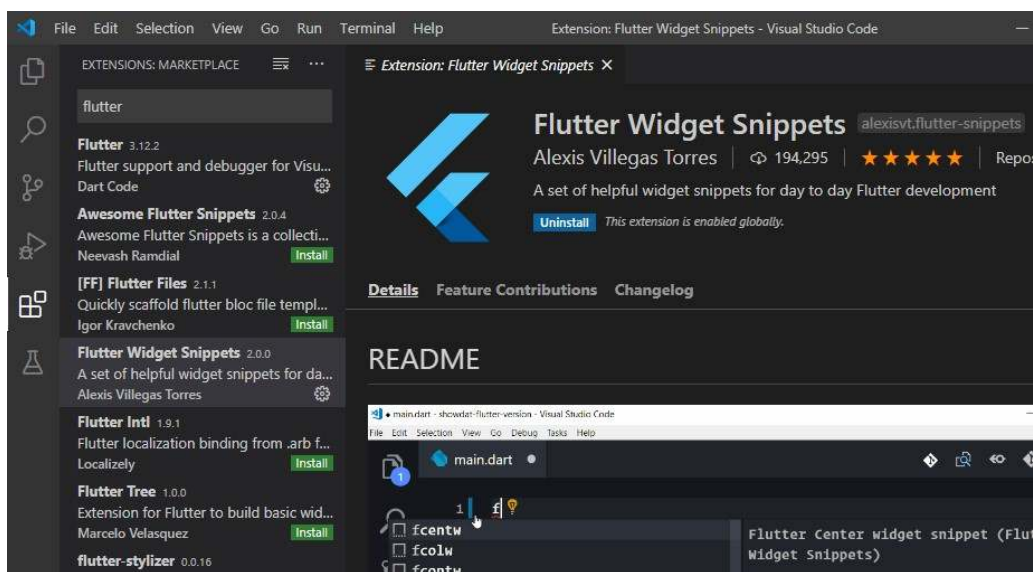 File Edit Selection View Go Run Terminal Help
Extension: Flutter Widget Snippets - Visual Studio Code
EXTENSIONS: MARKETPLACE
flutter
Flutter 3.12.2
Flutter support and debugger for Visu...
Dart Code
Awesome Flutter Snippets 2.0.4
Awesome Flutter Snippets is a collecti...
Neevash Ramdial Install
[FF] Flutter Files 2.1.1
Quickly scaffold flutter bloc file templ...
Igor Kravchenko Install
Flutter Widget Snippets 2.0.0
A set of helpful widget snippets for da...
Alexis Villegas Torres
Flutter Intl 1.9.1
Flutter localization binding from .arb f...
Localizely Install
Flutter Tree 1.0.0
Extension for Flutter to build basic wid...
Marcelo Velasquez Install
flutter-stylizer 0.0.16
Extension: Flutter Widget Snippets
Flutter Widget Snippets alexisvt.flutter-snippets
Alexis Villegas Torres 194,295 Repos
A set of helpful widget snippets for day to day Flutter development
Uninstall This extension is enabled globally.
Details Feature Contributions Changelog
README
main.dart - showdat-flutter-version - Visual Studio Code
File Edit Selection View Go Debug Tasks Help
1
main.dart
1 f
fcentw
fcolw
fcontw
Flutter Center widget snippet (Flut
Widget Snippets)